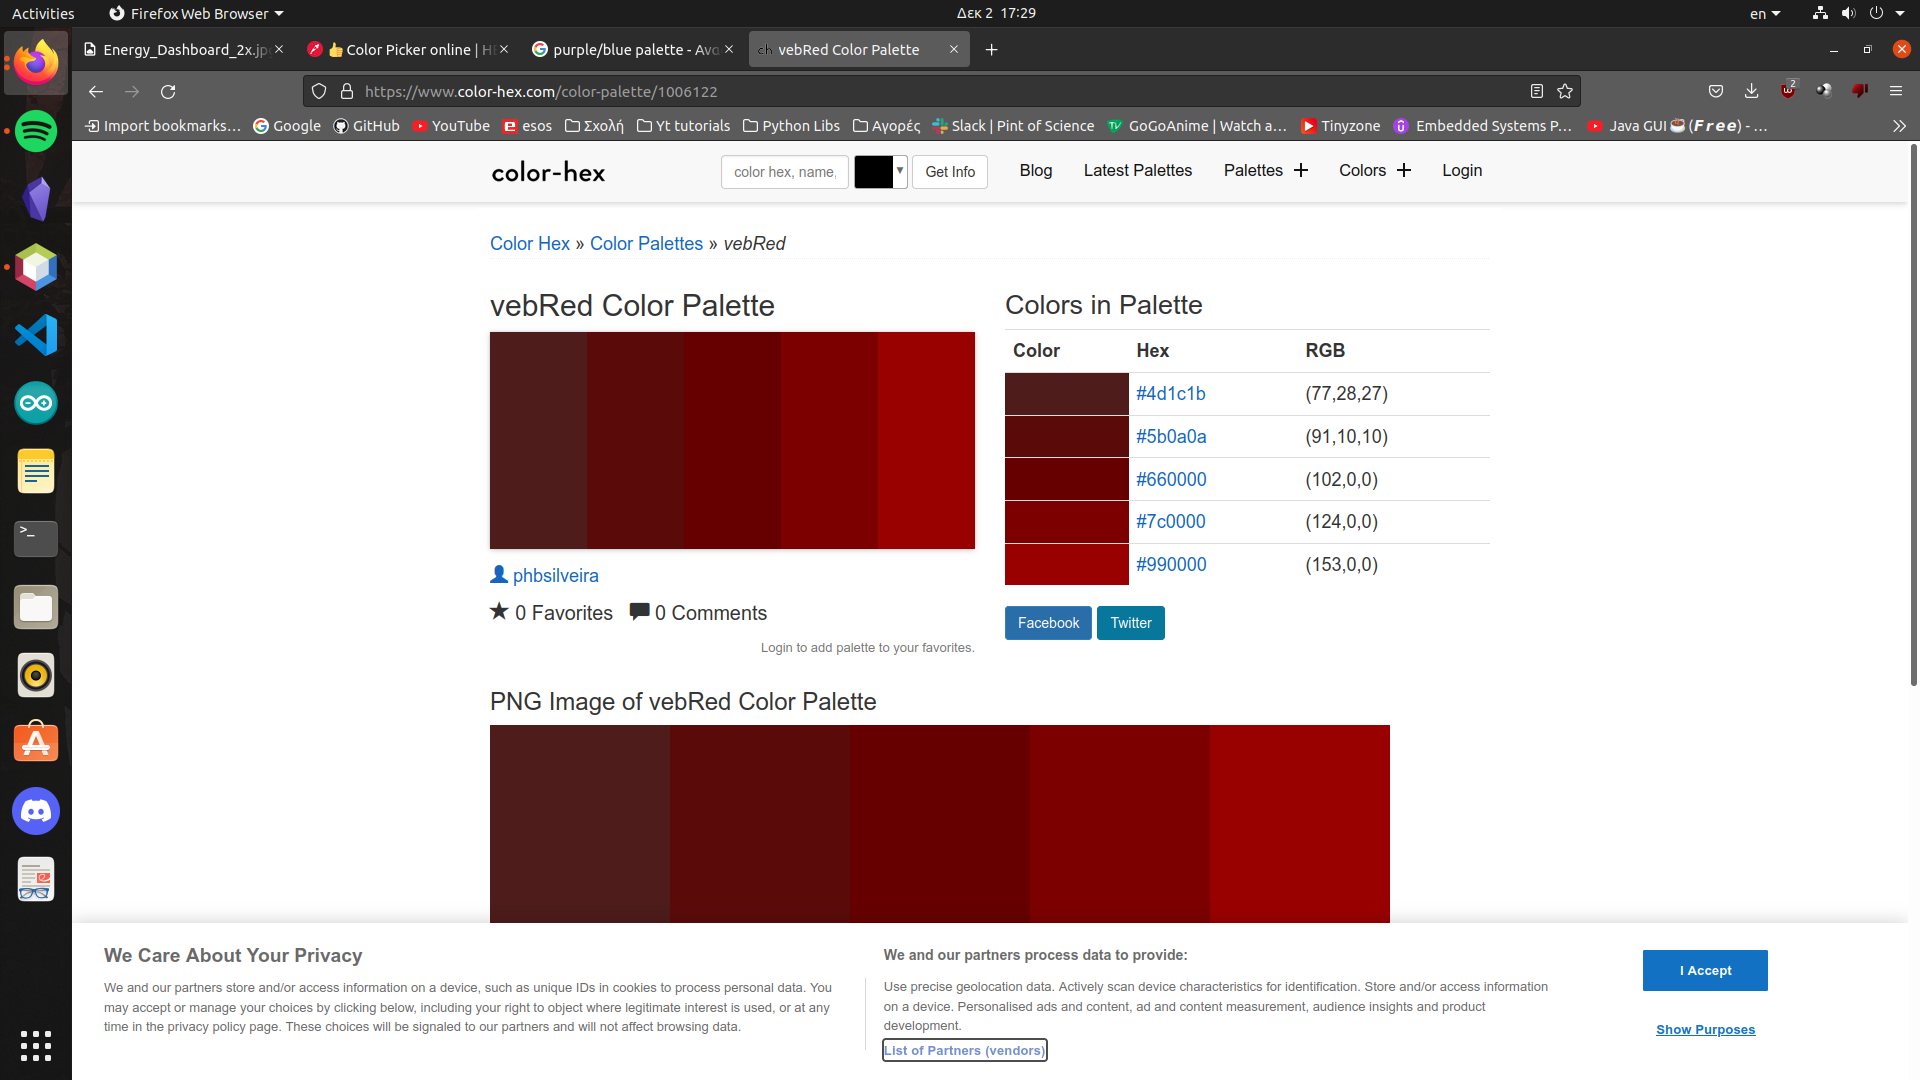 Activities
Firefox Web Browser
Δεκ 2 17:29
en
Energy_Dashboard_2x.jp
Color Picker online | H
purple/blue palette - Av
ch vebRed Color Palette
https://www.color-hex.com/color-palette/1006122
2
Import bookmarks…
Google
GitHub
YouTube
esos
Σχολή
Yt tutorials
Python Libs
Αγορές
Slack | Pint of Science
GoGoAnime | Watch a…
Tinyzone
Embedded Systems P…
Java GUI☕(𝙁𝙧𝙚𝙚) - …
color-hex
color hex, name,
Get Info
Blog
Latest Palettes
Palettes +
Colors +
Login
Color Hex » Color Palettes » vebRed
vebRed Color Palette
Colors in Palette
Color Hex RGB
#4d1c1b (77,28,27)
#5b0a0a (91,10,10)
#660000 (102,0,0)
#7c0000 (124,0,0)
#990000 (153,0,0)
phbsilveira
0 Favorites
0 Comments
Login to add palette to your favorites.
Facebook
Twitter
PNG Image of vebRed Color Palette
We Care About Your Privacy
We and our partners store and/or access information on a device, such as unique IDs in cookies to process personal data. You
may accept or manage your choices by clicking below, including your right to object where legitimate interest is used, or at any
time in the privacy policy page. These choices will be signaled to our partners and will not affect browsing data.
We and our partners process data to provide:
Use precise geolocation data. Actively scan device characteristics for identification. Store and/or access information
on a device. Personalised ads and content, ad and content measurement, audience insights and product
development.
List of Partners (vendors)
I Accept
Show Purposes